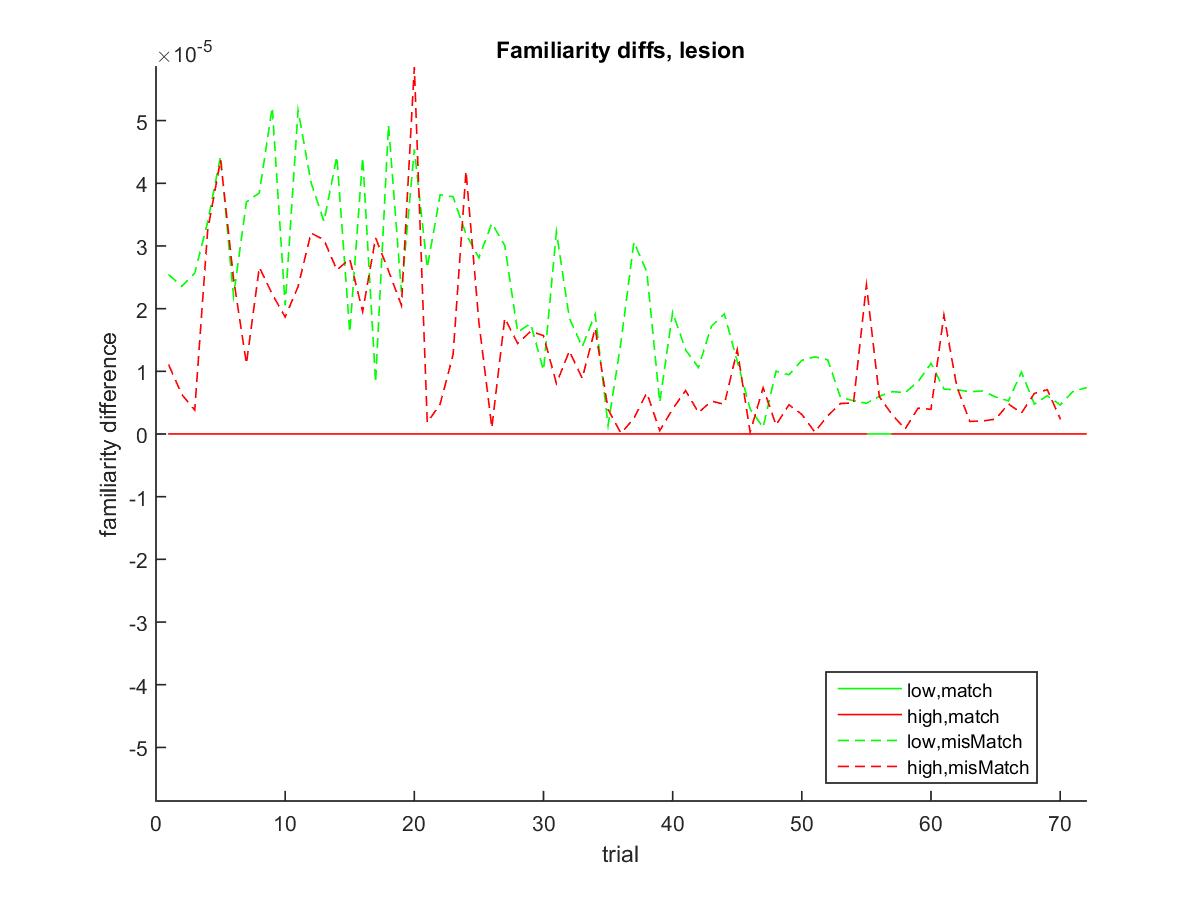 Familiarity diffs, lesion
×10-5
5
4
3
2
1
0
-1
-2
-3
-4
-5
familiarity difference
0 10 20 30 40 50 60 70
trial
low,match
high,match
low,misMatch
high,misMatch